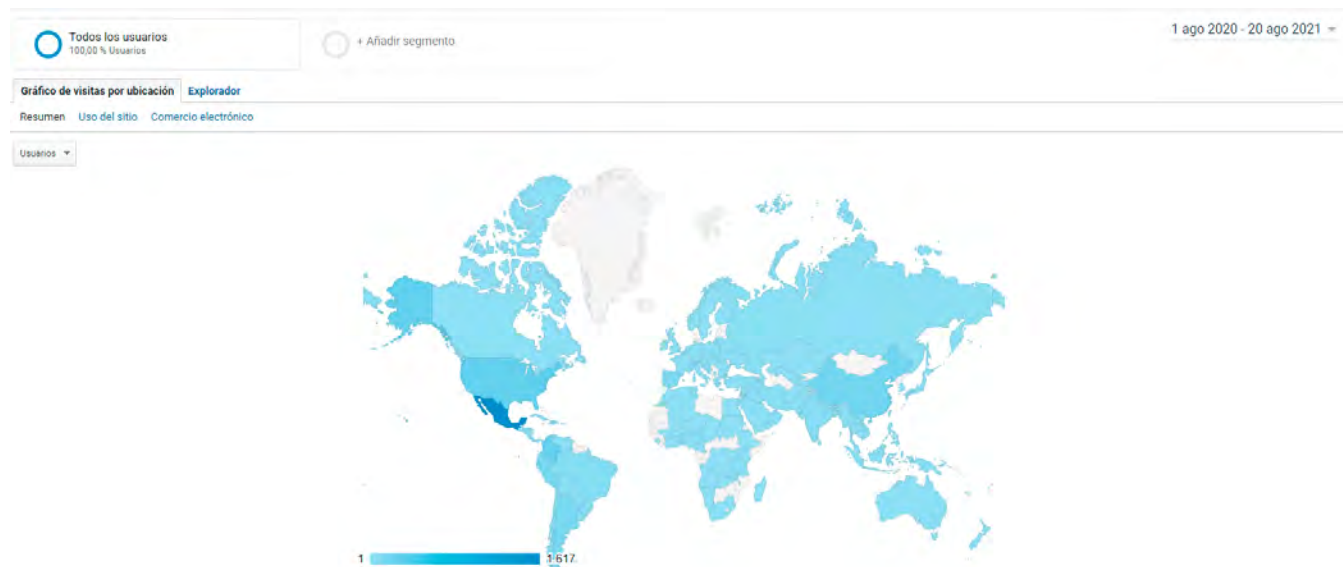 Todos los usuarios
100,00 % Usuarios
+ Añadir segmento
1 ago 2020 - 20 ago 2021
Gráfico de visitas por ubicación Explorador
Resumen Uso del sitio Comercio electrónico
Usuarios
1 1.617